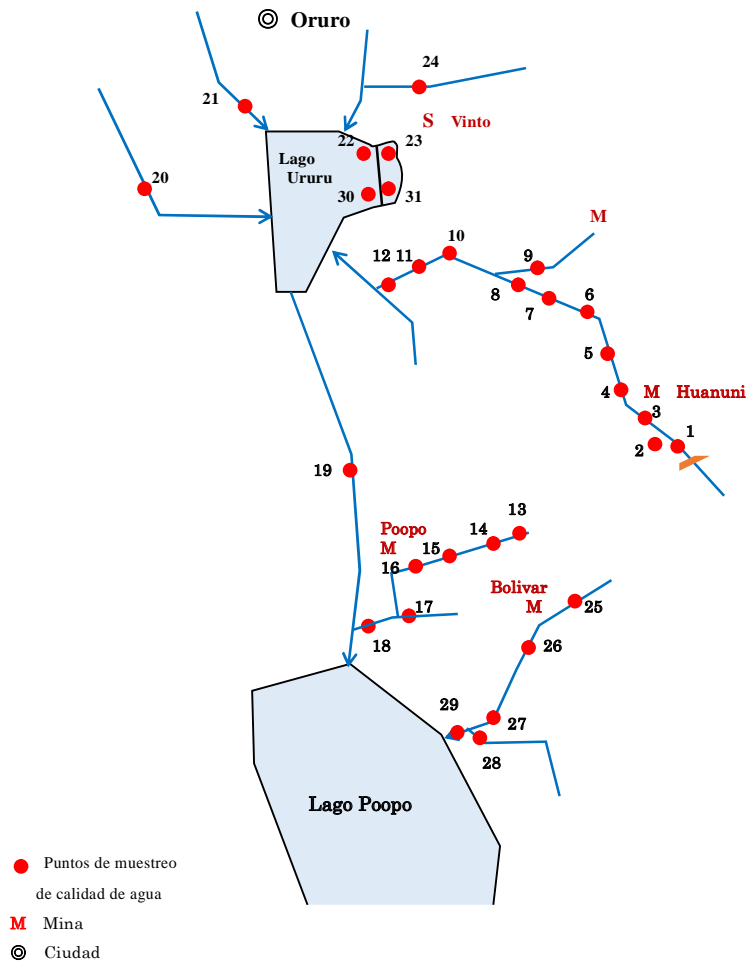 Oruro
24
21
S Vinto
22
23
Lago
Ururu
20
30
31
M
10
12 11
9
8
7
6
5
4
M Huanuni
3
1
2
19
13
Poopo
M
14
15
16
Bolivar
M
25
17
18
26
29
27
28
Lago Poopo
Puntos de muestreo
de calidad de agua
M Mina
Ciudad